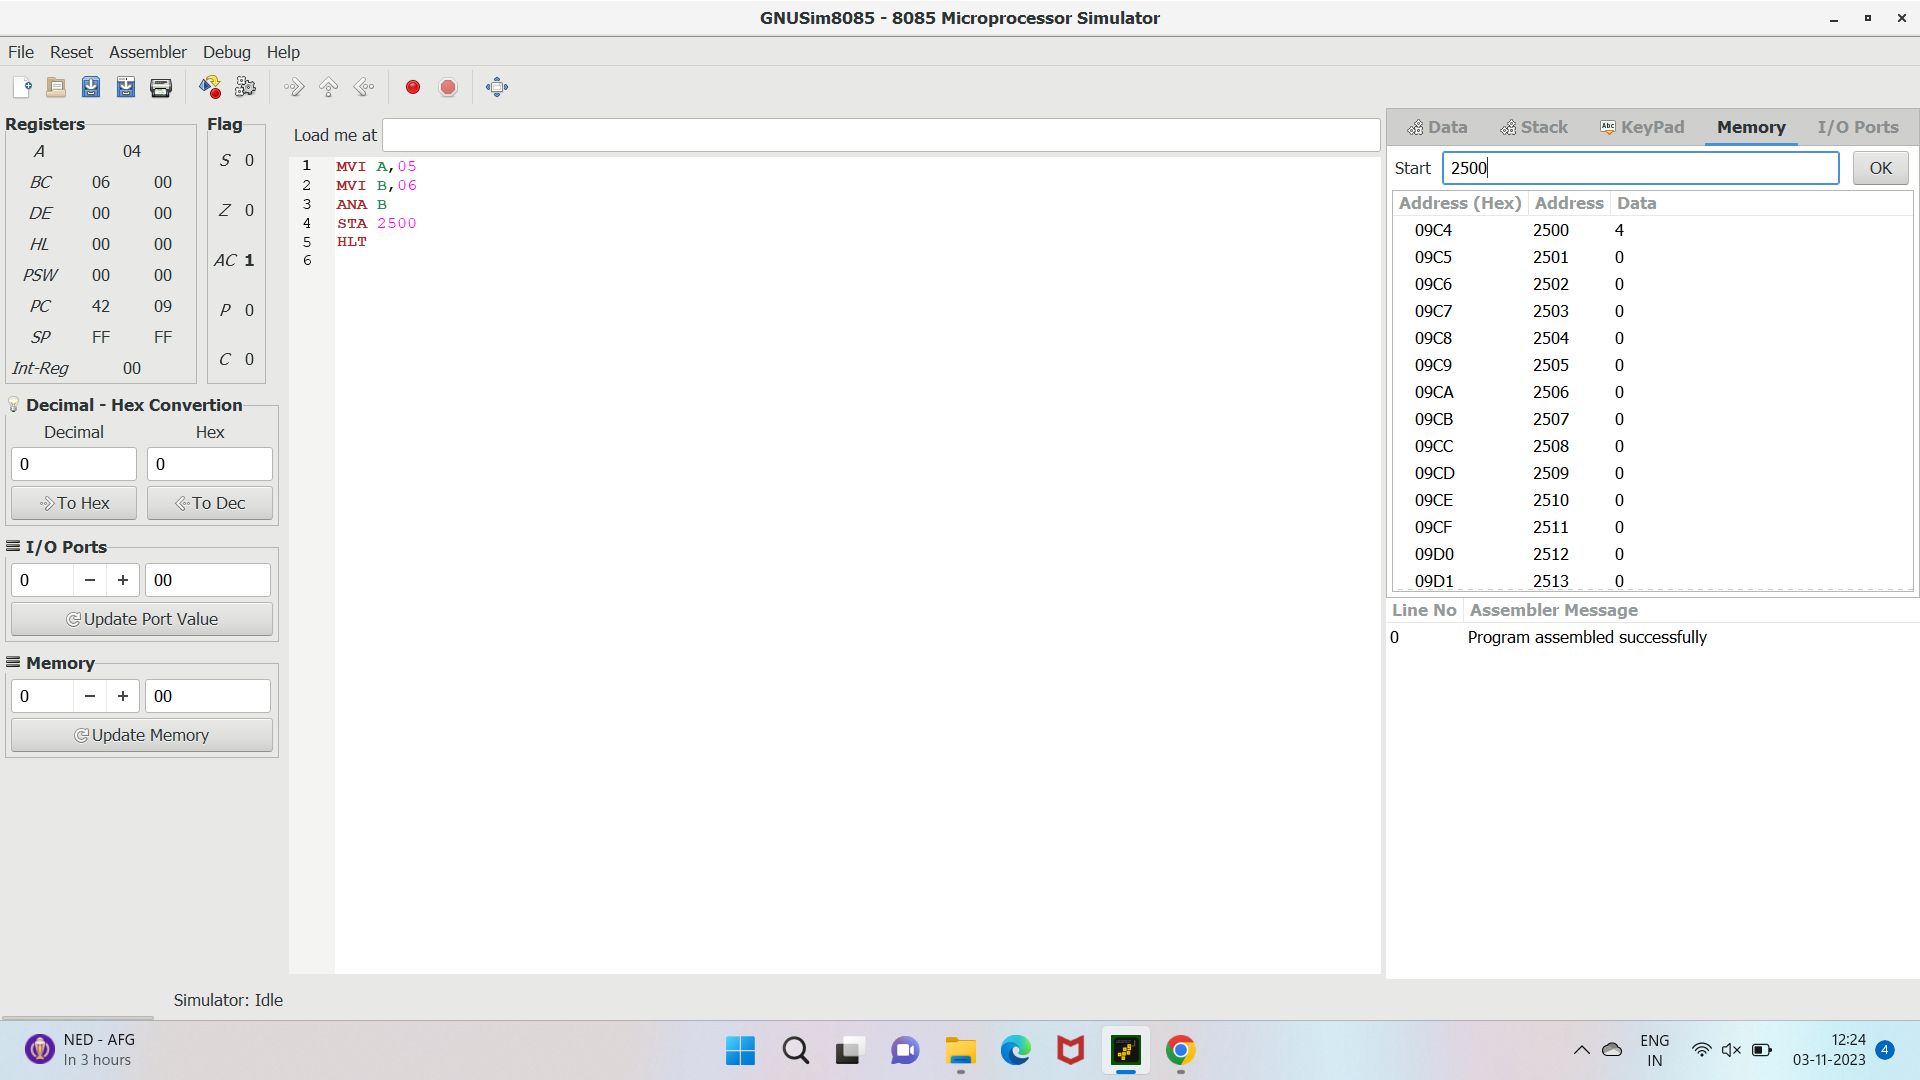 GNUSim8085 - 8085 Microprocessor Simulator
File Reset Assembler Debug Help
Registers
A 04
BC 06 00
DE 00 00
HL 00 00
PSW 00 00
PC 42 09
SP FF FF
Int-Reg 00
Flag
S 0
Z 0
AC 1
P 0
C 0
Decimal - Hex Convertion
Decimal Hex
0 0
To Hex To Dec
I/O Ports
0 − + 00
Update Port Value
Memory
0 − + 00
Update Memory
Load me at
1 MVI A,05
2 MVI B,06
3 ANA B
4 STA 2500
5 HLT
6
Data Stack Abc KeyPad Memory I/O Ports
Start 2500 OK
Address (Hex) Address Data
09C4 2500 4
09C5 2501 0
09C6 2502 0
09C7 2503 0
09C8 2504 0
09C9 2505 0
09CA 2506 0
09CB 2507 0
09CC 2508 0
09CD 2509 0
09CE 2510 0
09CF 2511 0
09D0 2512 0
09D1 2513 0
Line No Assembler Message
0 Program assembled successfully
Simulator: Idle
NED - AFG
In 3 hours
ENG
IN
12:24
03-11-2023
4